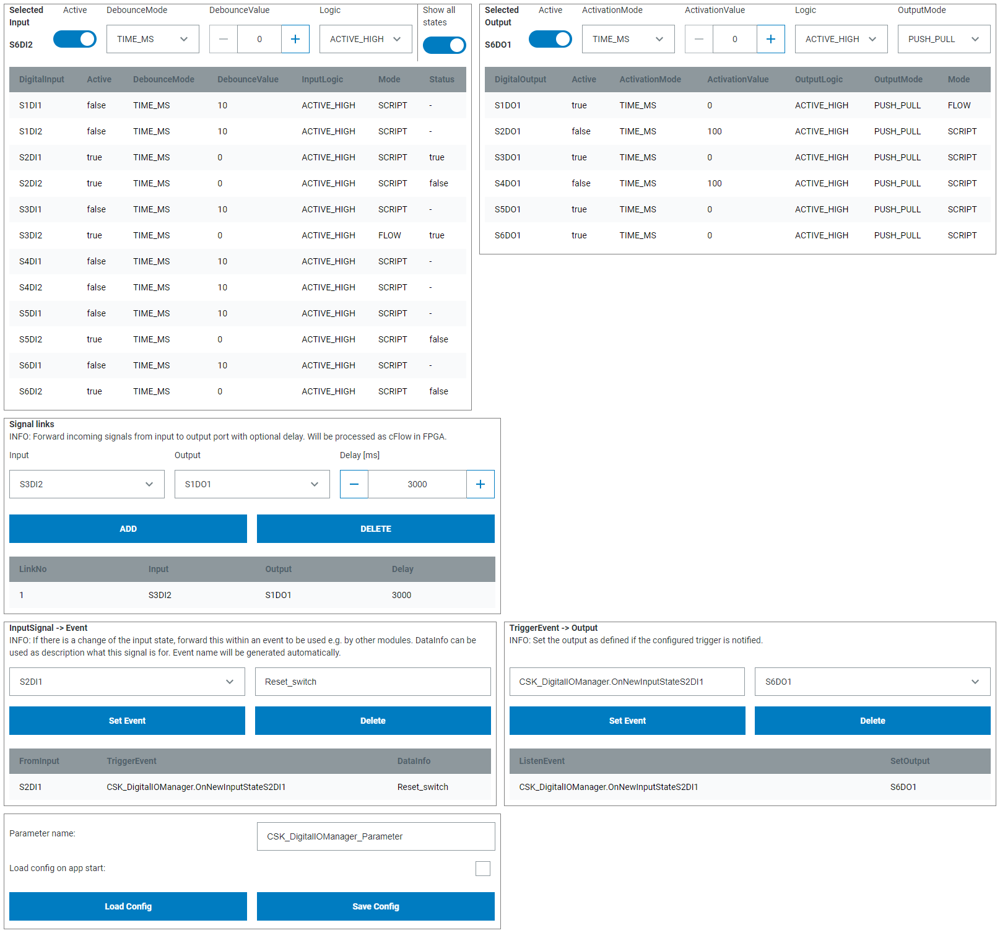 Selected Input
Active
DebounceMode
DebounceValue
Logic
Show all states
S6DI2
TIME_MS
0
ACTIVE_HIGH
DigitalInput Active DebounceMode DebounceValue InputLogic Mode Status
S1DI1 false TIME_MS 10 ACTIVE_HIGH SCRIPT -
S1DI2 false TIME_MS 10 ACTIVE_HIGH SCRIPT -
S2DI1 true TIME_MS 0 ACTIVE_HIGH SCRIPT true
S2DI2 true TIME_MS 0 ACTIVE_HIGH SCRIPT false
S3DI1 false TIME_MS 10 ACTIVE_HIGH SCRIPT -
S3DI2 true TIME_MS 0 ACTIVE_HIGH FLOW true
S4DI1 false TIME_MS 10 ACTIVE_HIGH SCRIPT -
S4DI2 false TIME_MS 10 ACTIVE_HIGH SCRIPT -
S5DI1 false TIME_MS 10 ACTIVE_HIGH SCRIPT -
S5DI2 true TIME_MS 0 ACTIVE_HIGH SCRIPT false
S6DI1 false TIME_MS 10 ACTIVE_HIGH SCRIPT -
S6DI2 true TIME_MS 0 ACTIVE_HIGH SCRIPT false
Selected Output
Active
ActivationMode
ActivationValue
Logic
OutputMode
S6DO1
TIME_MS
0
ACTIVE_HIGH
PUSH_PULL
DigitalOutput Active ActivationMode ActivationValue OutputLogic OutputMode Mode
S1DO1 true TIME_MS 0 ACTIVE_HIGH PUSH_PULL FLOW
S2DO1 false TIME_MS 100 ACTIVE_HIGH PUSH_PULL SCRIPT
S3DO1 true TIME_MS 0 ACTIVE_HIGH PUSH_PULL SCRIPT
S4DO1 false TIME_MS 100 ACTIVE_HIGH PUSH_PULL SCRIPT
S5DO1 true TIME_MS 0 ACTIVE_HIGH PUSH_PULL SCRIPT
S6DO1 true TIME_MS 0 ACTIVE_HIGH PUSH_PULL SCRIPT
Signal links
INFO: Forward incoming signals from input to output port with optional delay. Will be processed as cFlow in FPGA.
Input Output Delay [ms]
S3DI2 S1DO1 3000
ADD DELETE
LinkNo Input Output Delay
1 S3DI2 S1DO1 3000
InputSignal -> Event
INFO: If there is a change of the input state, forward this within an event to be used e.g. by other modules. DataInfo can be
used as description what this signal is for. Event name will be generated automatically.
S2DI1 Reset_switch
Set Event Delete
FromInput TriggerEvent DataInfo
S2DI1 CSK_DigitalIOManager.OnNewInputStateS2DI1 Reset_switch
TriggerEvent -> Output
INFO: Set the output as defined if the configured trigger is notified.
CSK_DigitalIOManager.OnNewInputStateS2DI1 S6DO1
Set Event Delete
ListenEvent SetOutput
CSK_DigitalIOManager.OnNewInputStateS2DI1 S6DO1
Parameter name: CSK_DigitalIOManager_Parameter
Load config on app start:
Load Config Save Config